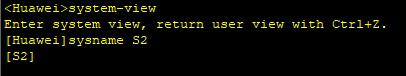 <Huawei>system-view
Enter system view, return user view with Ctrl+Z.
[Huawei]sysname S2
[S2]